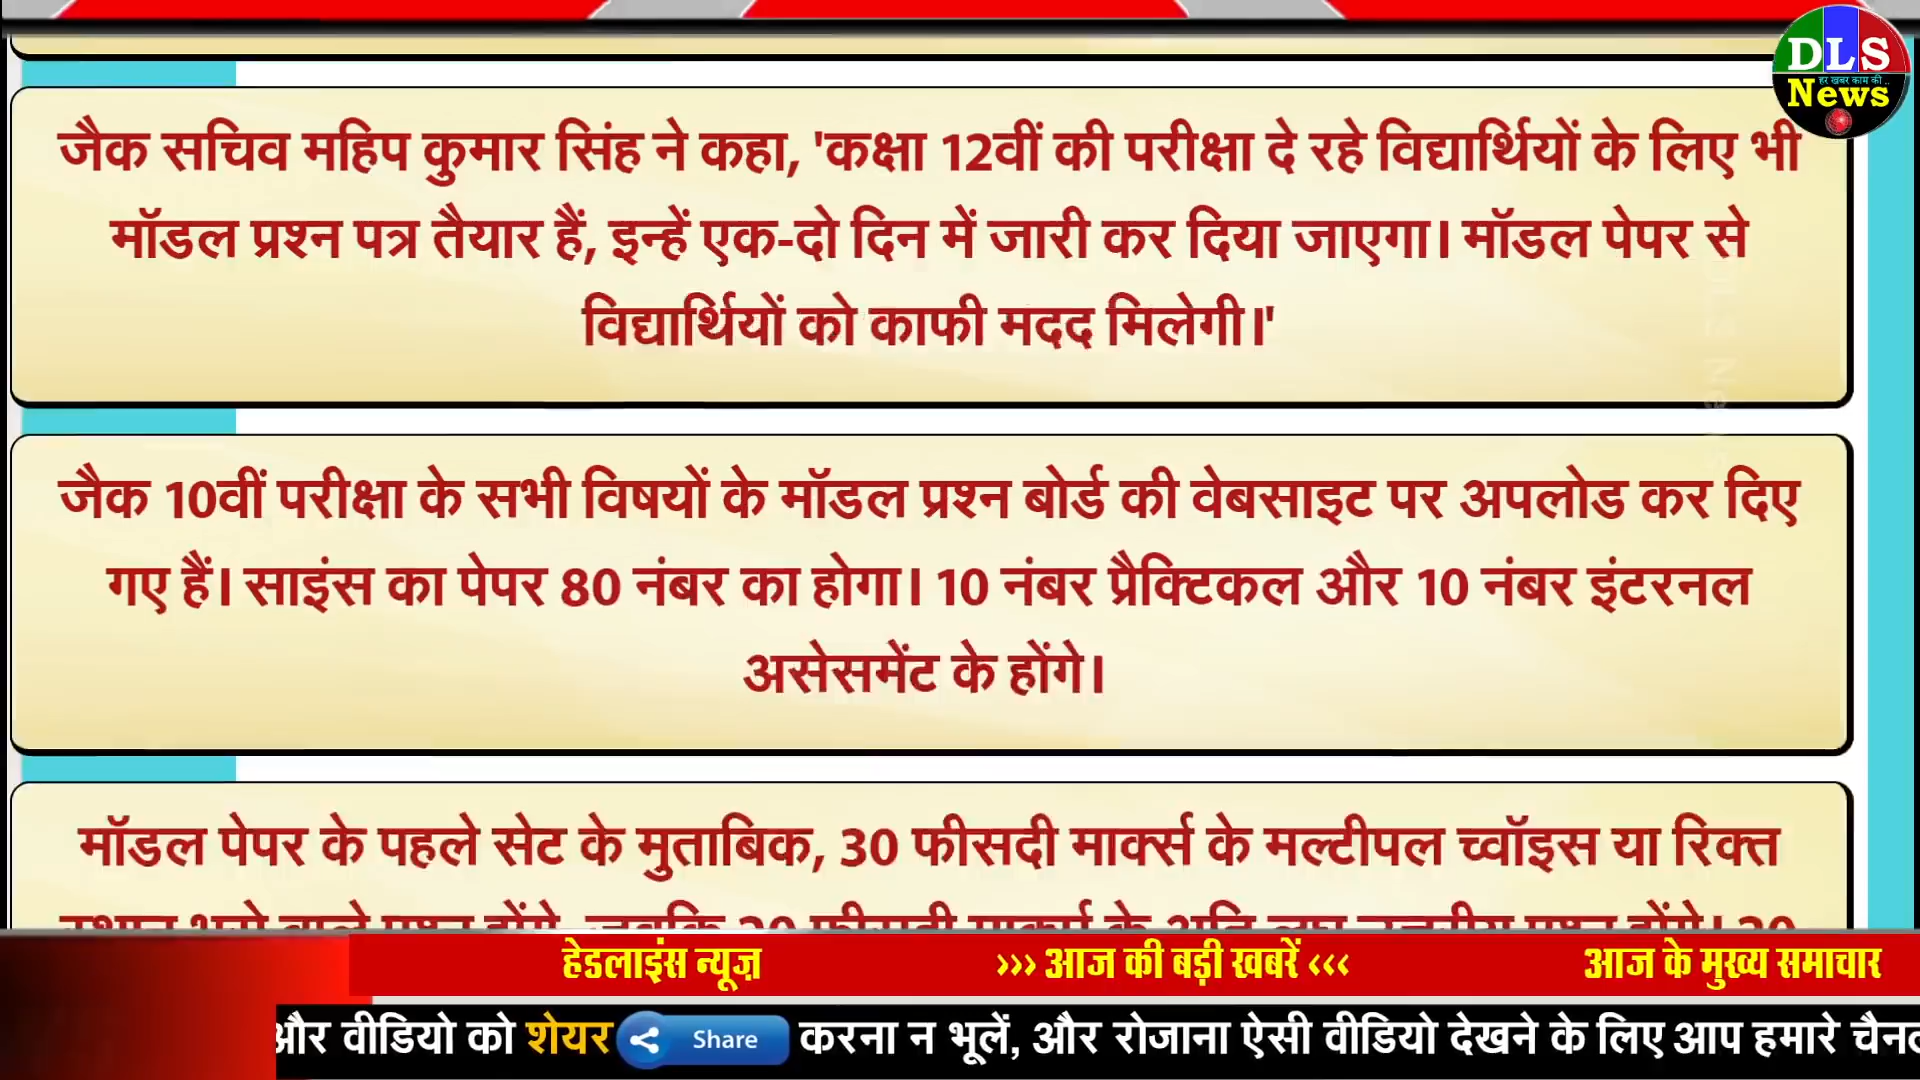 DLS
हर खबर काम की..
News
जैक सचिव महिप कुमार सिंह ने कहा, 'कक्षा 12वीं की परीक्षा दे रहे विद्यार्थियों के लिए भी
मॉडल प्रश्न पत्र तैयार हैं, इन्हें एक-दो दिन में जारी कर दिया जाएगा। मॉडल पेपर से
विद्यार्थियों को काफी मदद मिलेगी।'
जैक 10वीं परीक्षा के सभी विषयों के मॉडल प्रश्न बोर्ड की वेबसाइट पर अपलोड कर दिए
गए हैं। साइंस का पेपर 80 नंबर का होगा। 10 नंबर प्रैक्टिकल और 10 नंबर इंटरनल
असेसमेंट के होंगे।
मॉडल पेपर के पहले सेट के मुताबिक, 30 फीसदी मार्क्स के मल्टीपल च्वॉइस या रिक्त
हेडलाइंस न्यूज़ ››› आज की बड़ी खबरें ‹‹‹ आज के मुख्य समाचार
और वीडियो को शेयर Share करना न भूलें, और रोजाना ऐसी वीडियो देखने के लिए आप हमारे